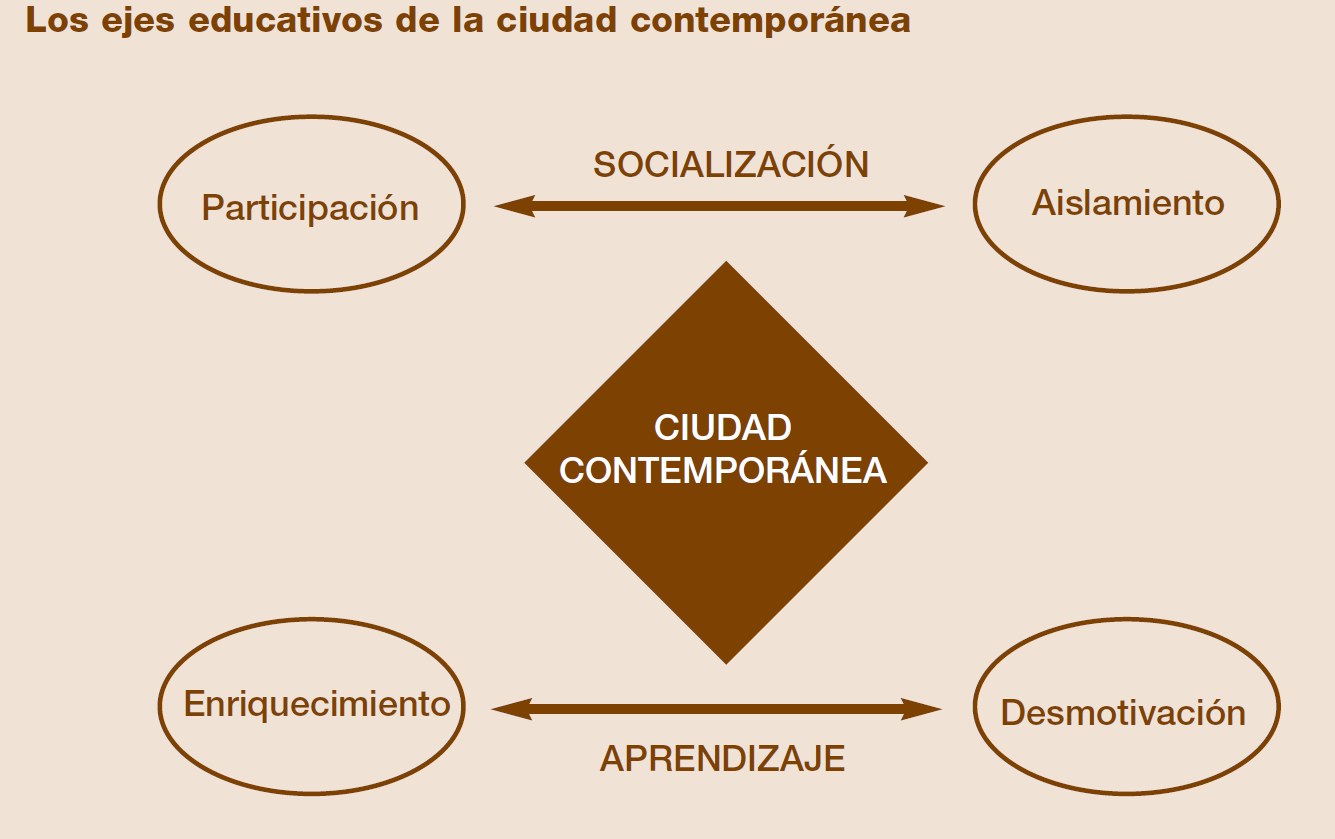 Los ejes educativos de la ciudad contemporánea
SOCIALIZACIÓN
Participación
Aislamiento
CIUDAD
CONTEMPORÁNEA
Enriquecimiento
Desmotivación
APRENDIZAJE